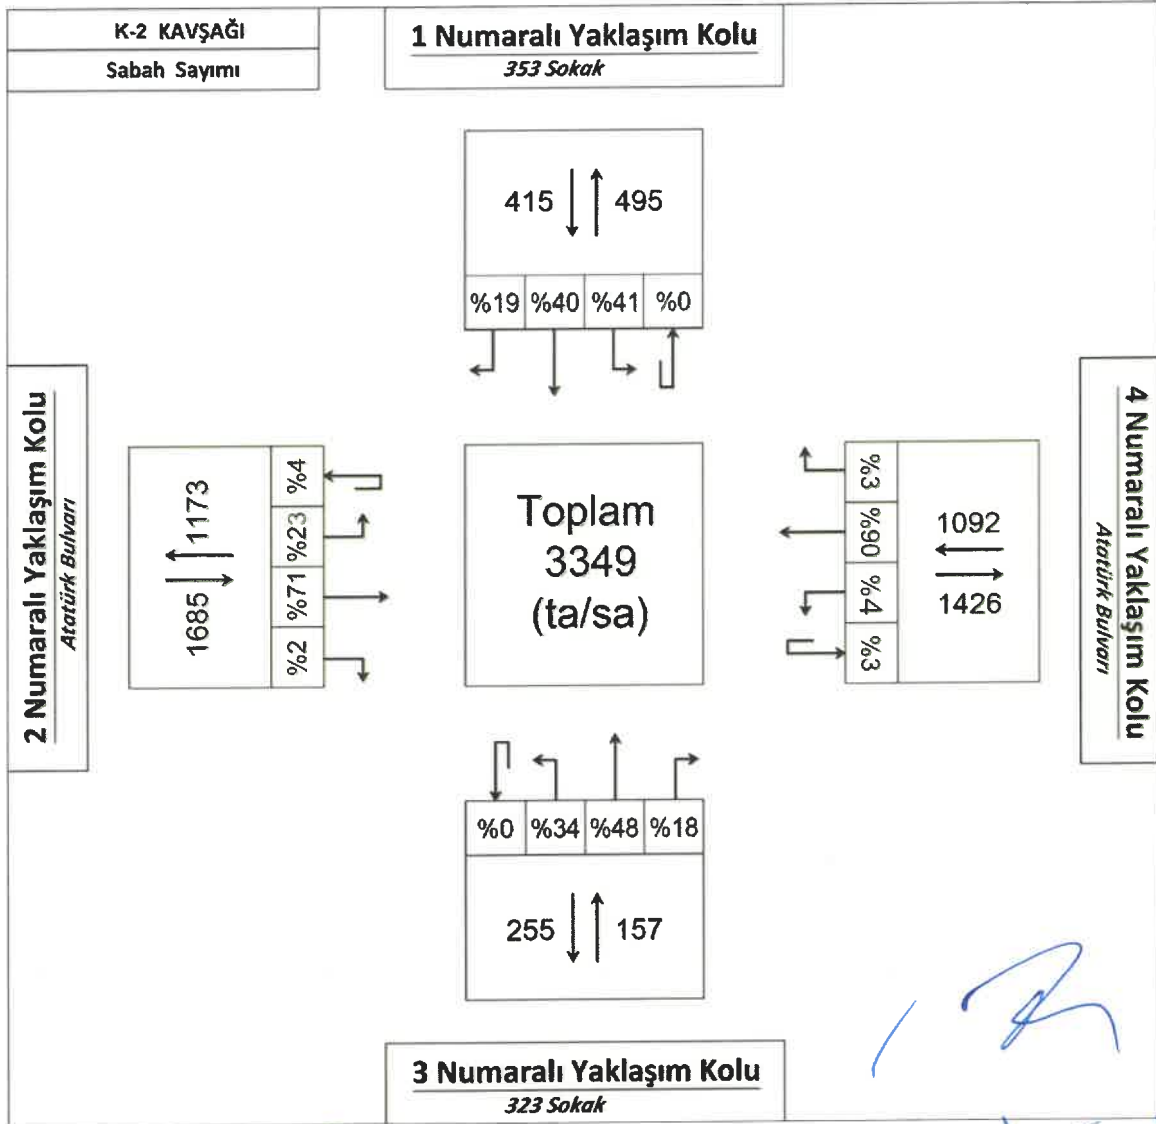 K-2 KAVŞAĞI
Sabah Sayımı
1 Numaralı Yaklaşım Kolu
353 Sokak
415 495
%19 %40 %41 %0
2 Numaralı Yaklaşım Kolu
Atatürk Bulvarı
1173
1685
%4
%23
%71
%2
Toplam
3349
(ta/sa)
%3
%90
%4
%3
1092
1426
4 Numaralı Yaklaşım Kolu
Atatürk Bulvarı
%0 %34 %48 %18
255 157
3 Numaralı Yaklaşım Kolu
323 Sokak